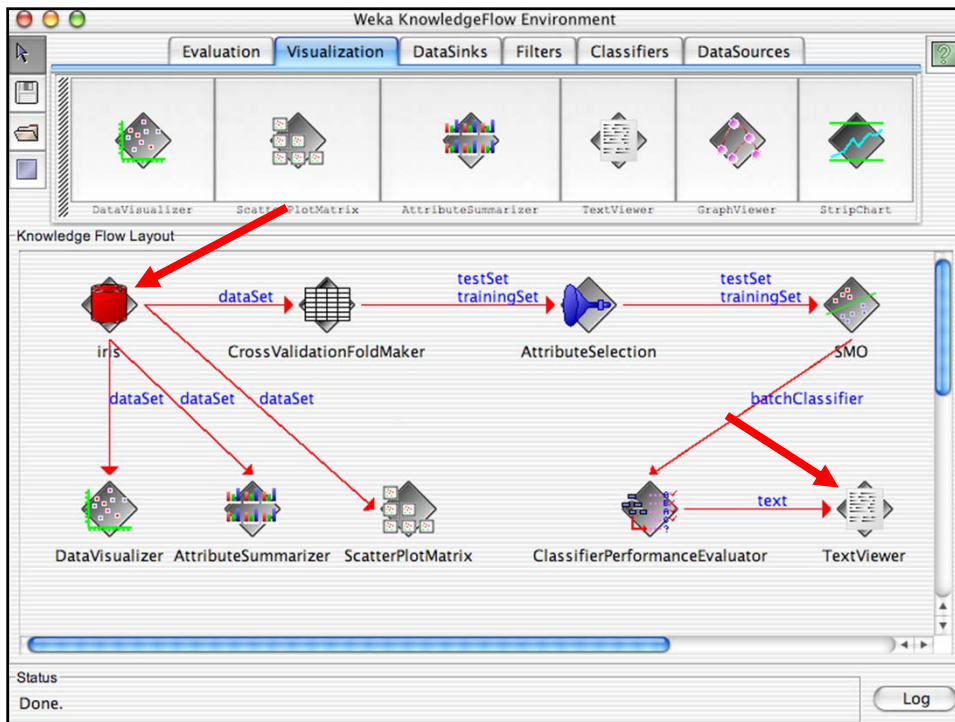 Weka KnowledgeFlow Environment
Evaluation
Visualization
DataSinks
Filters
Classifiers
DataSources
?
DataVisualizer
ScatterPlotMatrix
AttributeSummarizer
TextViewer
GraphViewer
StripChart
Knowledge Flow Layout
dataSet
testSet
trainingSet
testSet
trainingSet
iris
CrossValidationFoldMaker
AttributeSelection
SMO
dataSet
dataSet
dataSet
batchClassifier
text
DataVisualizer
AttributeSummarizer
ScatterPlotMatrix
ClassifierPerformanceEvaluator
TextViewer
Status
Done.
Log